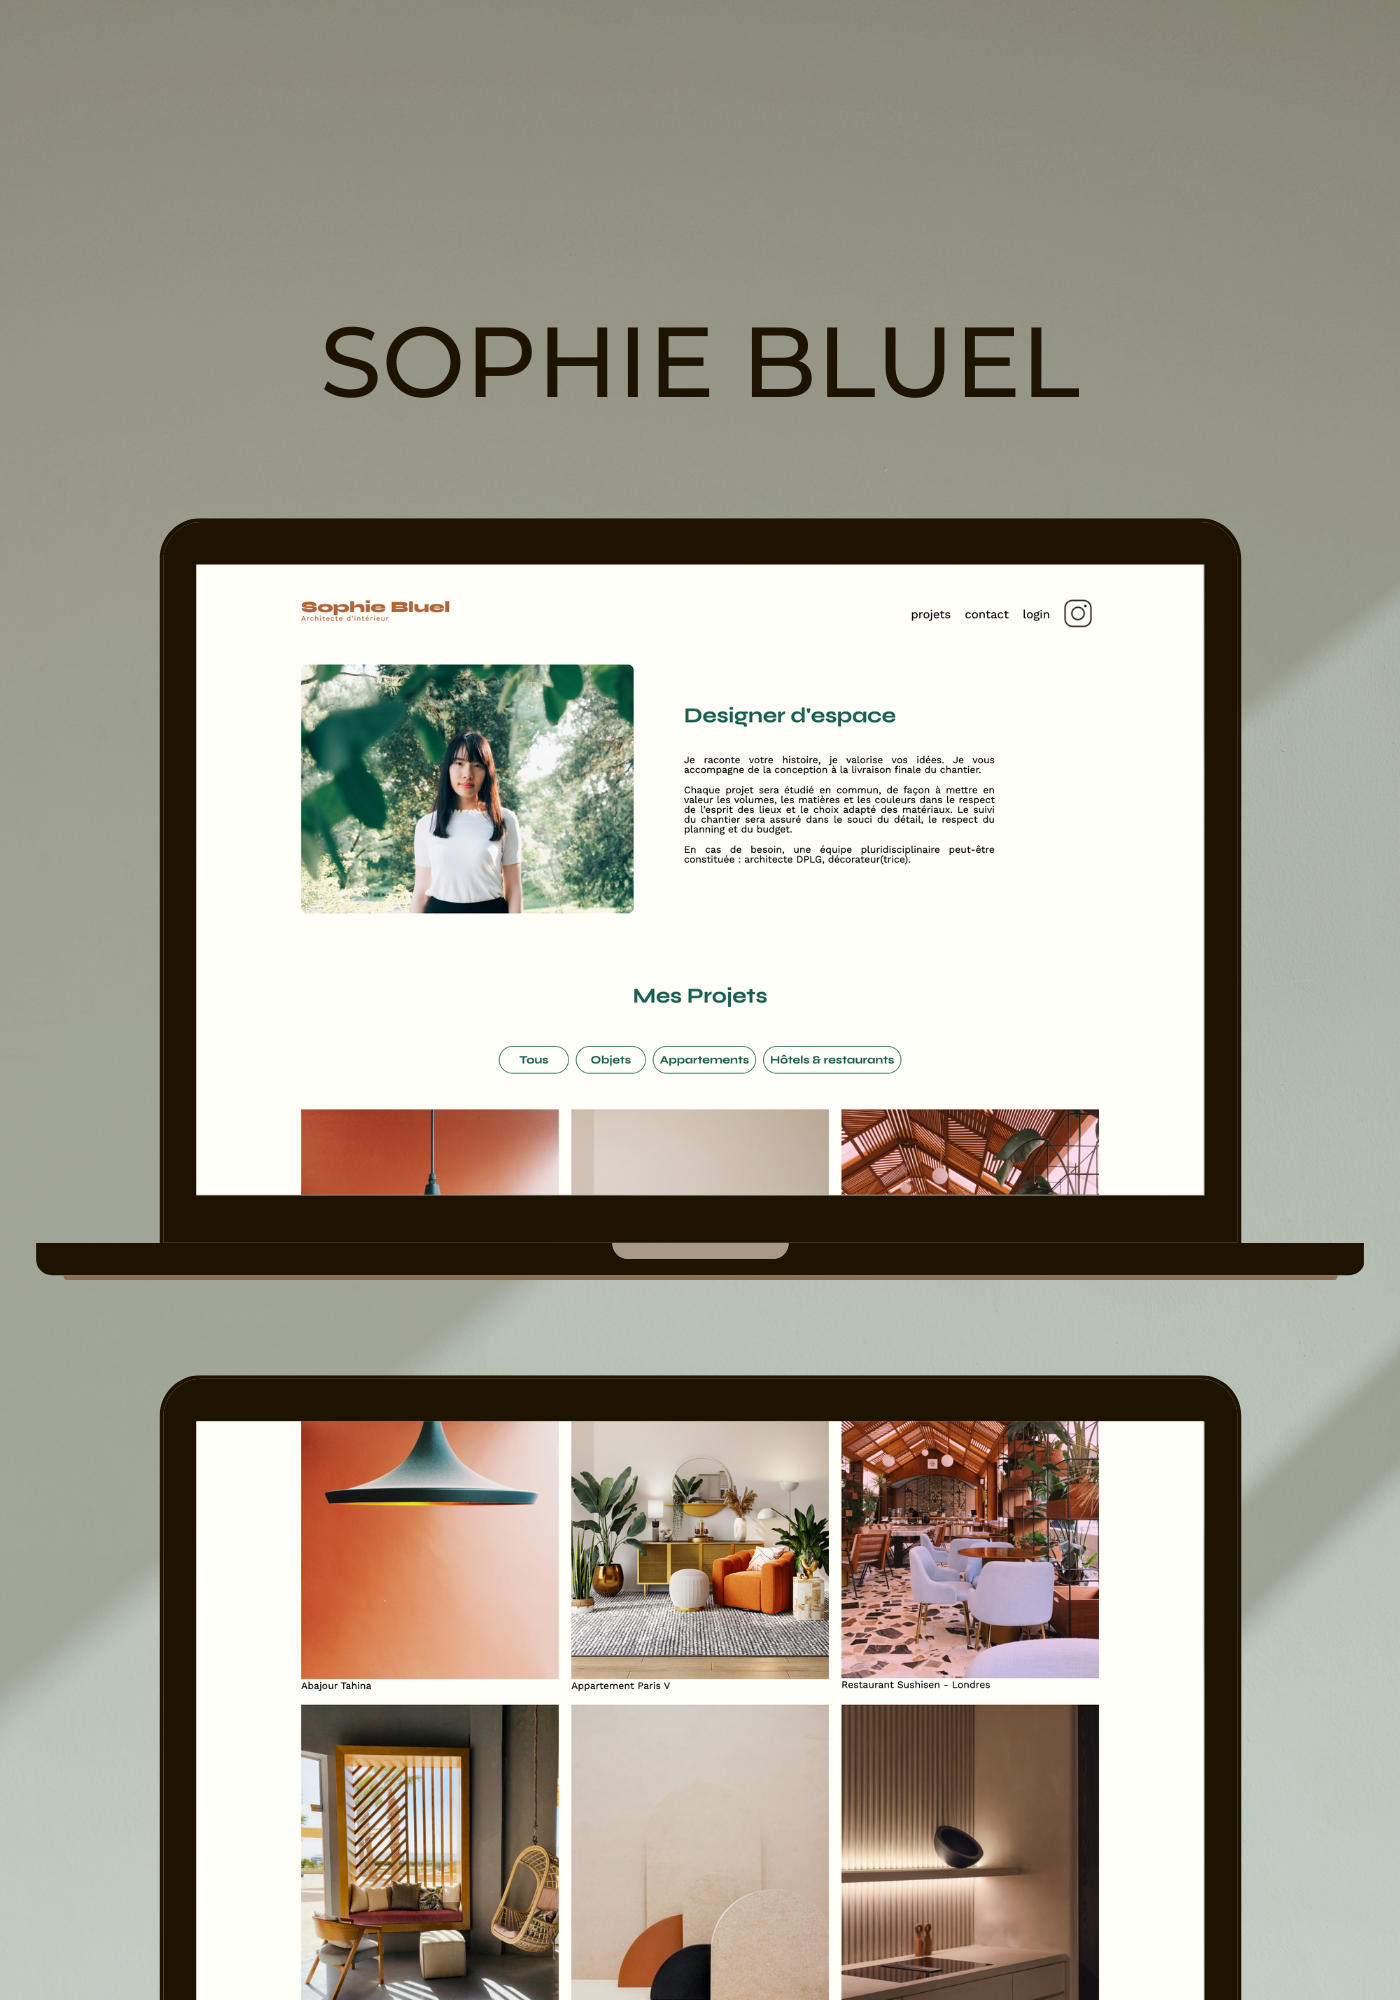 SOPHIE BLUEL
Sophie Bluel
Architecte d'intérieur
projets contact login
Designer d'espace
Je raconte votre histoire, je valorise vos idées. Je vous
accompagne de la conception à la livraison finale du chantier.
Chaque projet sera étudié en commun, de façon à mettre en
valeur les volumes, les matières et les couleurs dans le respect
de l'esprit des lieux et le choix adapté des matériaux. Le suivi
du chantier sera assuré dans le souci du détail, le respect du
planning et du budget.
En cas de besoin, une équipe pluridisciplinaire peut-être
constituée : architecte DPLG, décorateur(trice).
Mes Projets
Tous Objets Appartements Hôtels & restaurants
Abajour Tahina Appartement Paris V Restaurant Sushisen - Londres